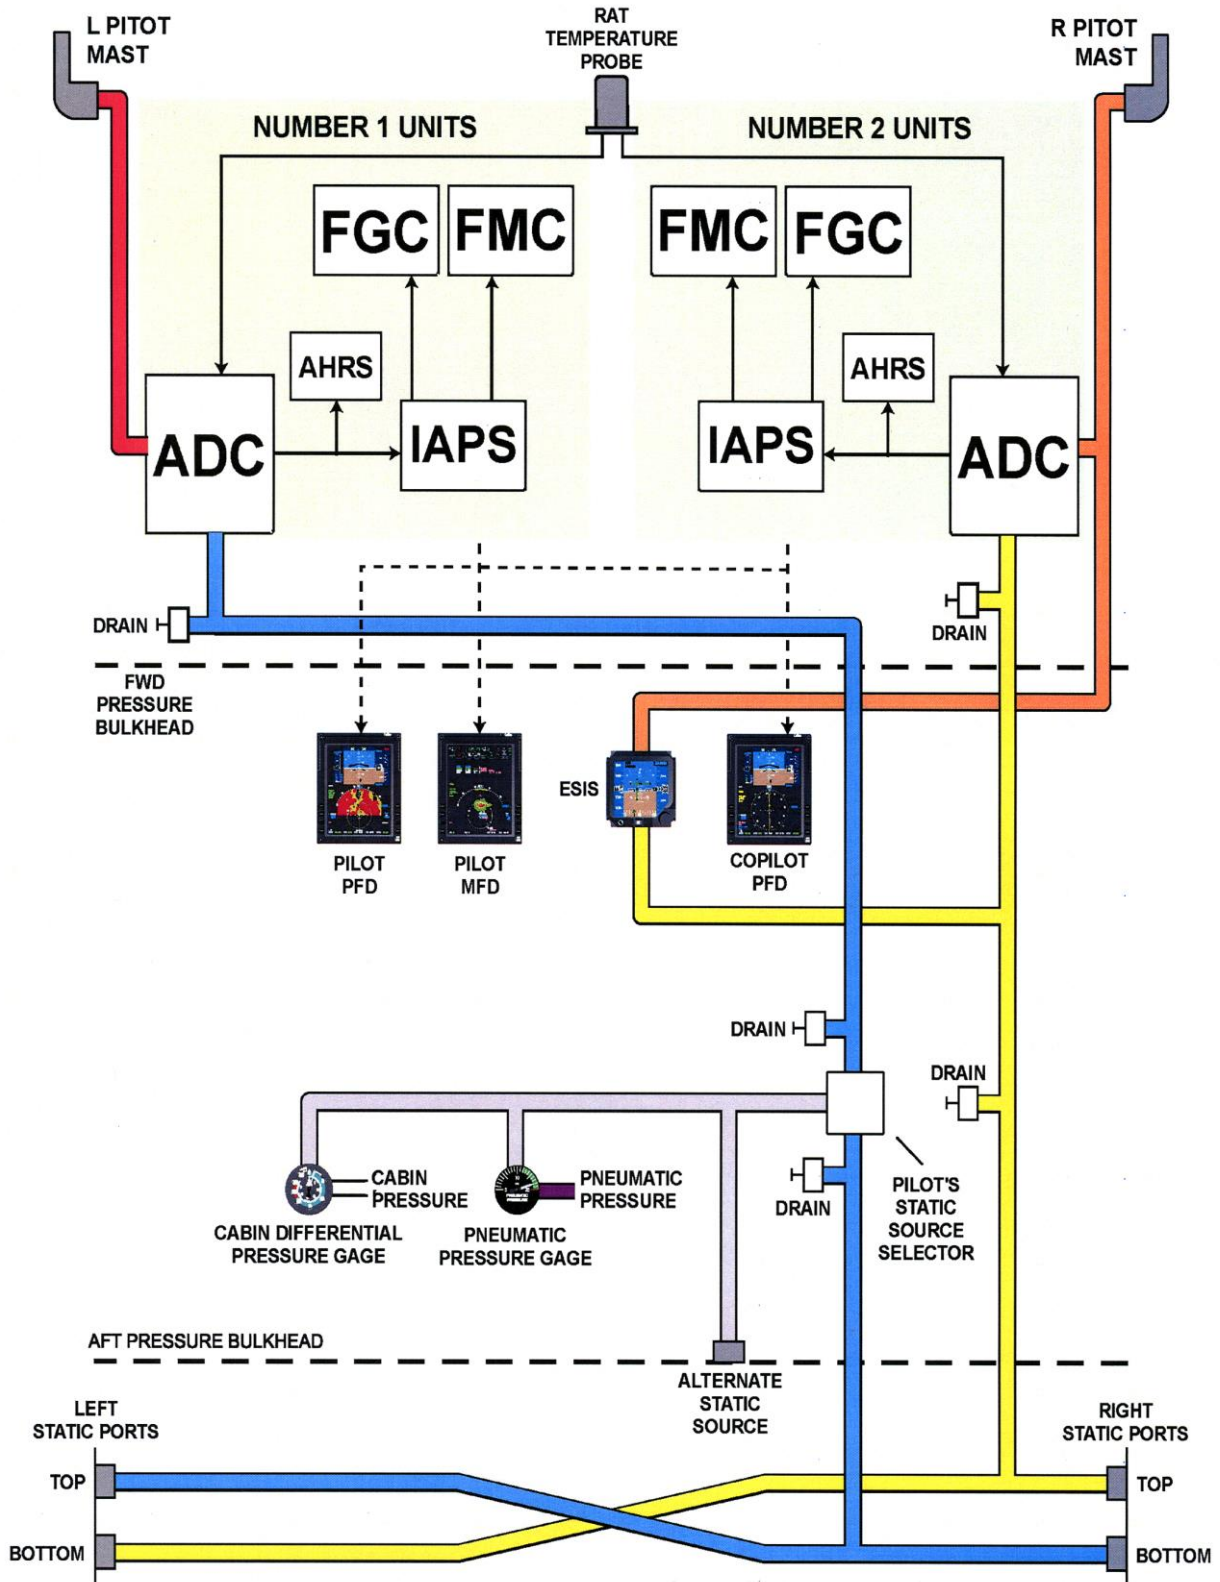 L PITOT
MAST
RAT
TEMPERATURE
PROBE
R PITOT
MAST
NUMBER 1 UNITS
NUMBER 2 UNITS
FGC
FMC
FMC
FGC
AHRS
AHRS
ADC
IAPS
IAPS
ADC
DRAIN
DRAIN
FWD
PRESSURE
BULKHEAD
ESIS
PILOT
PFD
PILOT
MFD
COPILOT
PFD
DRAIN
DRAIN
CABIN
PRESSURE
PNEUMATIC
PRESSURE
DRAIN
PILOT'S
STATIC
SOURCE
SELECTOR
CABIN DIFFERENTIAL
PRESSURE GAGE
PNEUMATIC
PRESSURE GAGE
AFT PRESSURE BULKHEAD
ALTERNATE
STATIC
SOURCE
LEFT
STATIC PORTS
RIGHT
STATIC PORTS
TOP
TOP
BOTTOM
BOTTOM